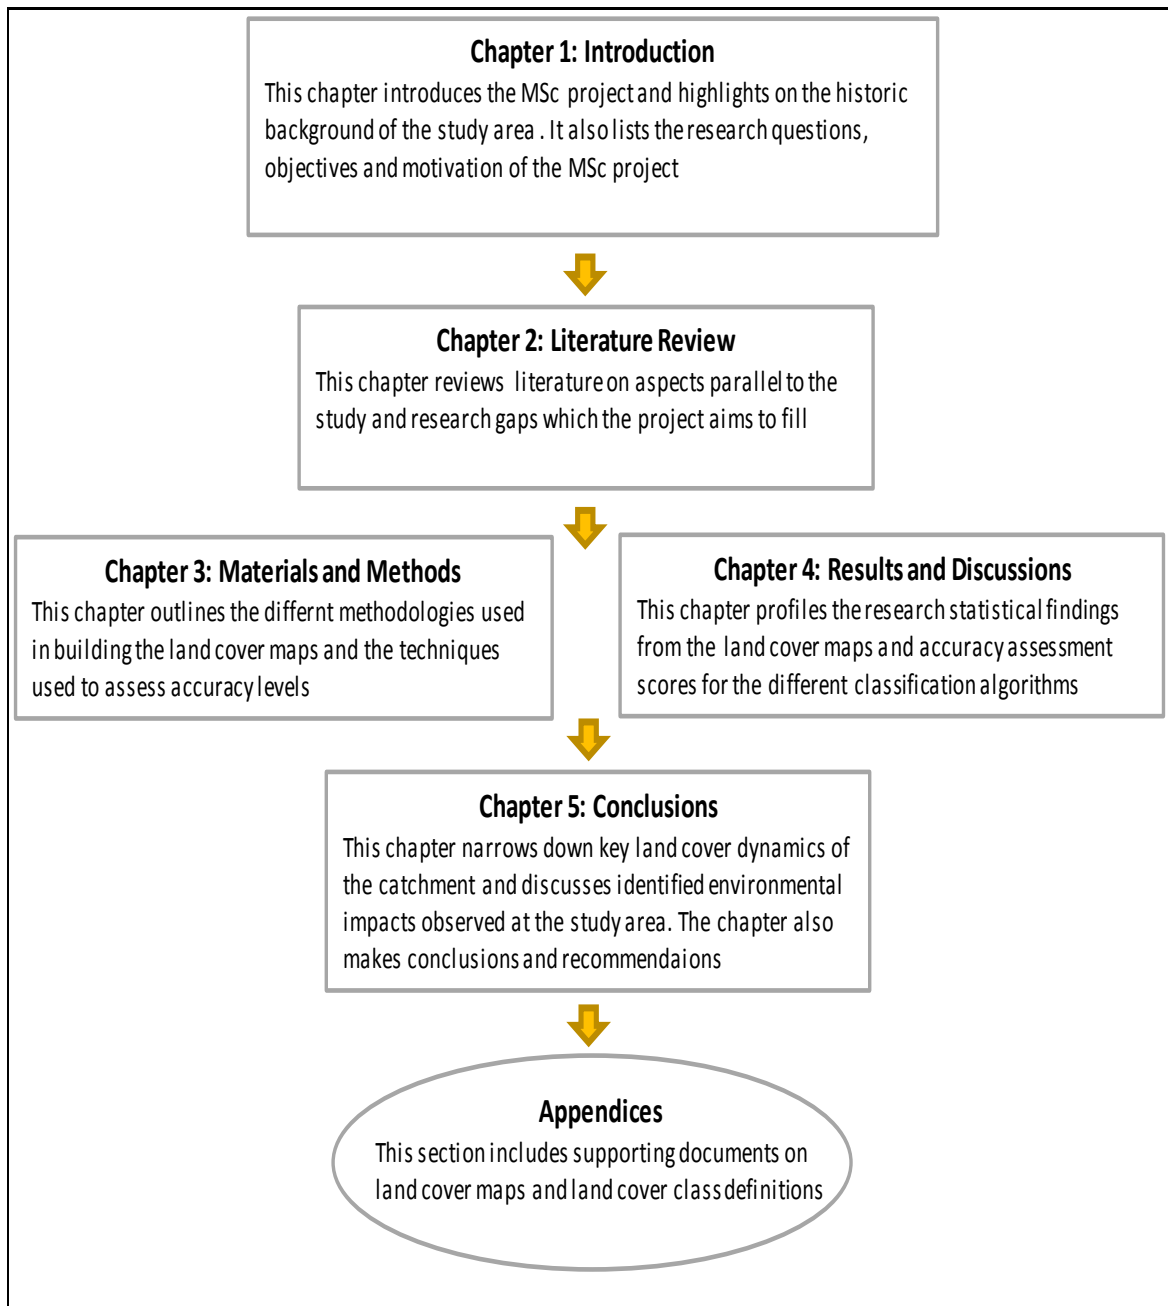 Chapter 1: Introduction
This chapter introduces the MSc project and highlights on the historic
background of the study area . It also lists the research questions,
objectives and motivation of the MSc project
Chapter 2: Literature Review
This chapter reviews literature on aspects parallel to the
study and research gaps which the project aims to fill
Chapter 3: Materials and Methods
This chapter outlines the differnt methodologies used
in building the land cover maps and the techniques
used to assess accuracy levels
Chapter 4: Results and Discussions
This chapter profiles the research statistical findings
from the land cover maps and accuracy assessment
scores for the different classification algorithms
Chapter 5: Conclusions
This chapter narrows down key land cover dynamics of
the catchment and discusses identified environmental
impacts observed at the study area. The chapter also
makes conclusions and recommendaions
Appendices
This section includes supporting documents on
land cover maps and land cover class definitions